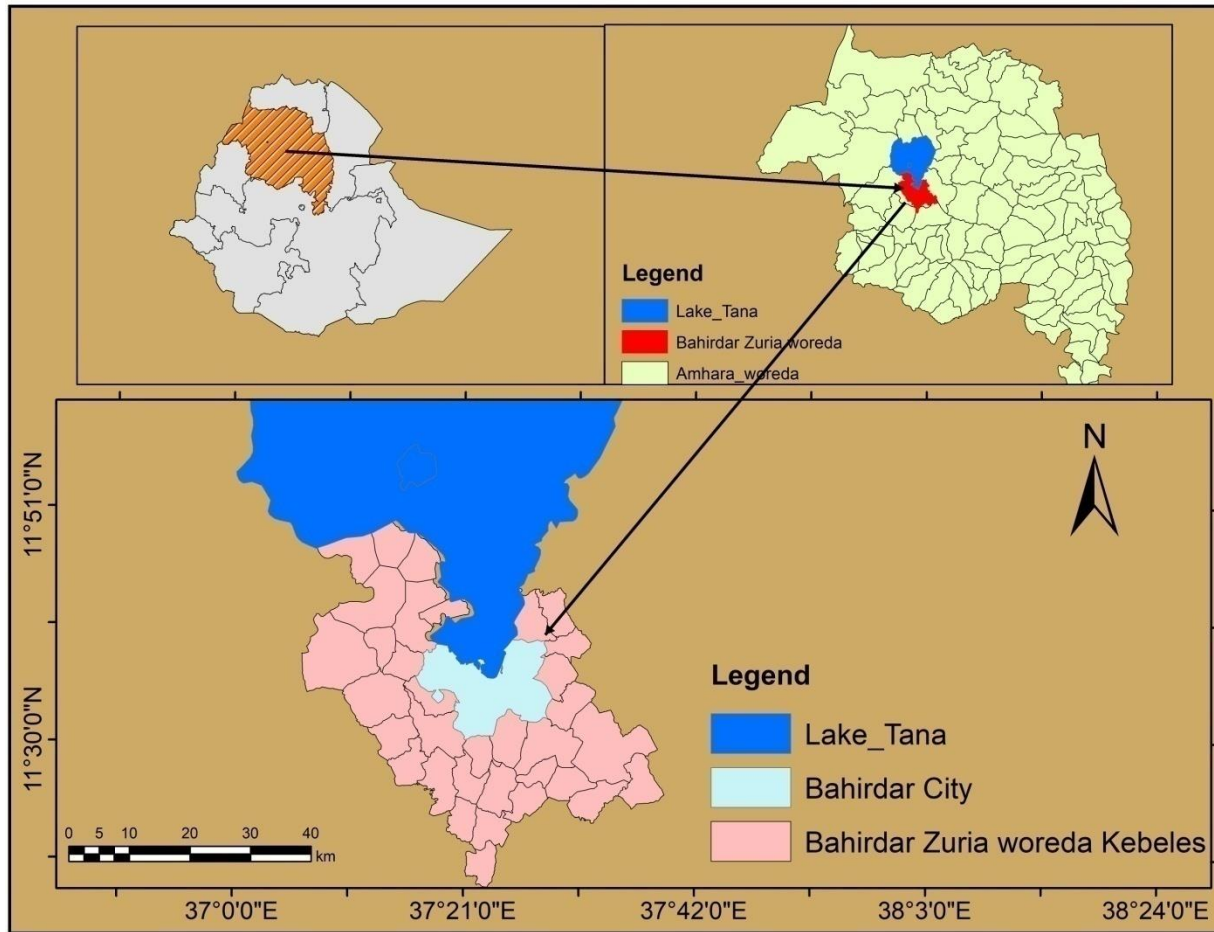 Legend
Lake_Tana
Bahirdar Zuria woreda
Amhara_woreda
N
11°51'0"N
11°30'0"N
Legend
Lake_Tana
Bahirdar City
Bahirdar Zuria woreda Kebeles
0 5 10 20 30 40
km
37°0'0"E 37°21'0"E 37°42'0"E 38°3'0"E 38°24'0"E